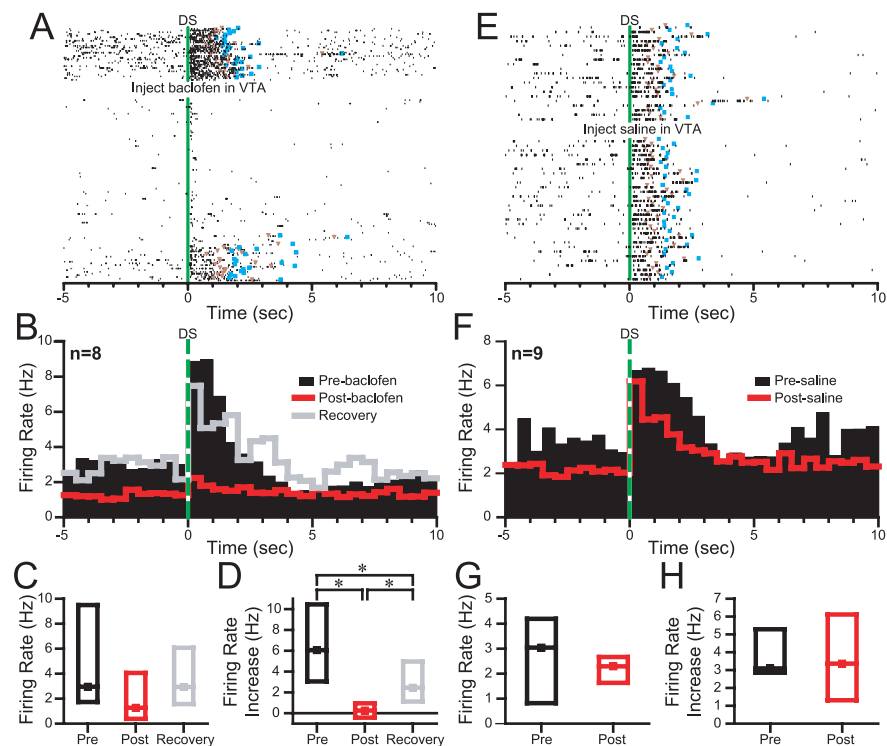 A
DS
Inject baclofen in VTA
-5 0 5 10
Time (sec)
E
DS
Inject saline in VTA
-5 0 5 10
Time (sec)
B
DS
n=8
Pre-baclofen
Post-baclofen
Recovery
Firing Rate (Hz)
10
8
6
4
2
0
-5 0 5 10
Time (sec)
F
DS
n=9
Pre-saline
Post-saline
Firing Rate (Hz)
8
6
4
2
0
-5 0 5 10
Time (sec)
C
Firing Rate (Hz)
10
8
6
4
2
0
Pre Post Recovery
D
* * *
Firing Rate
Increase (Hz)
10
8
6
4
2
0
Pre Post Recovery
G
Firing Rate (Hz)
5
4
3
2
1
0
Pre Post
H
Firing Rate
Increase (Hz)
7
6
5
4
3
2
1
0
Pre Post